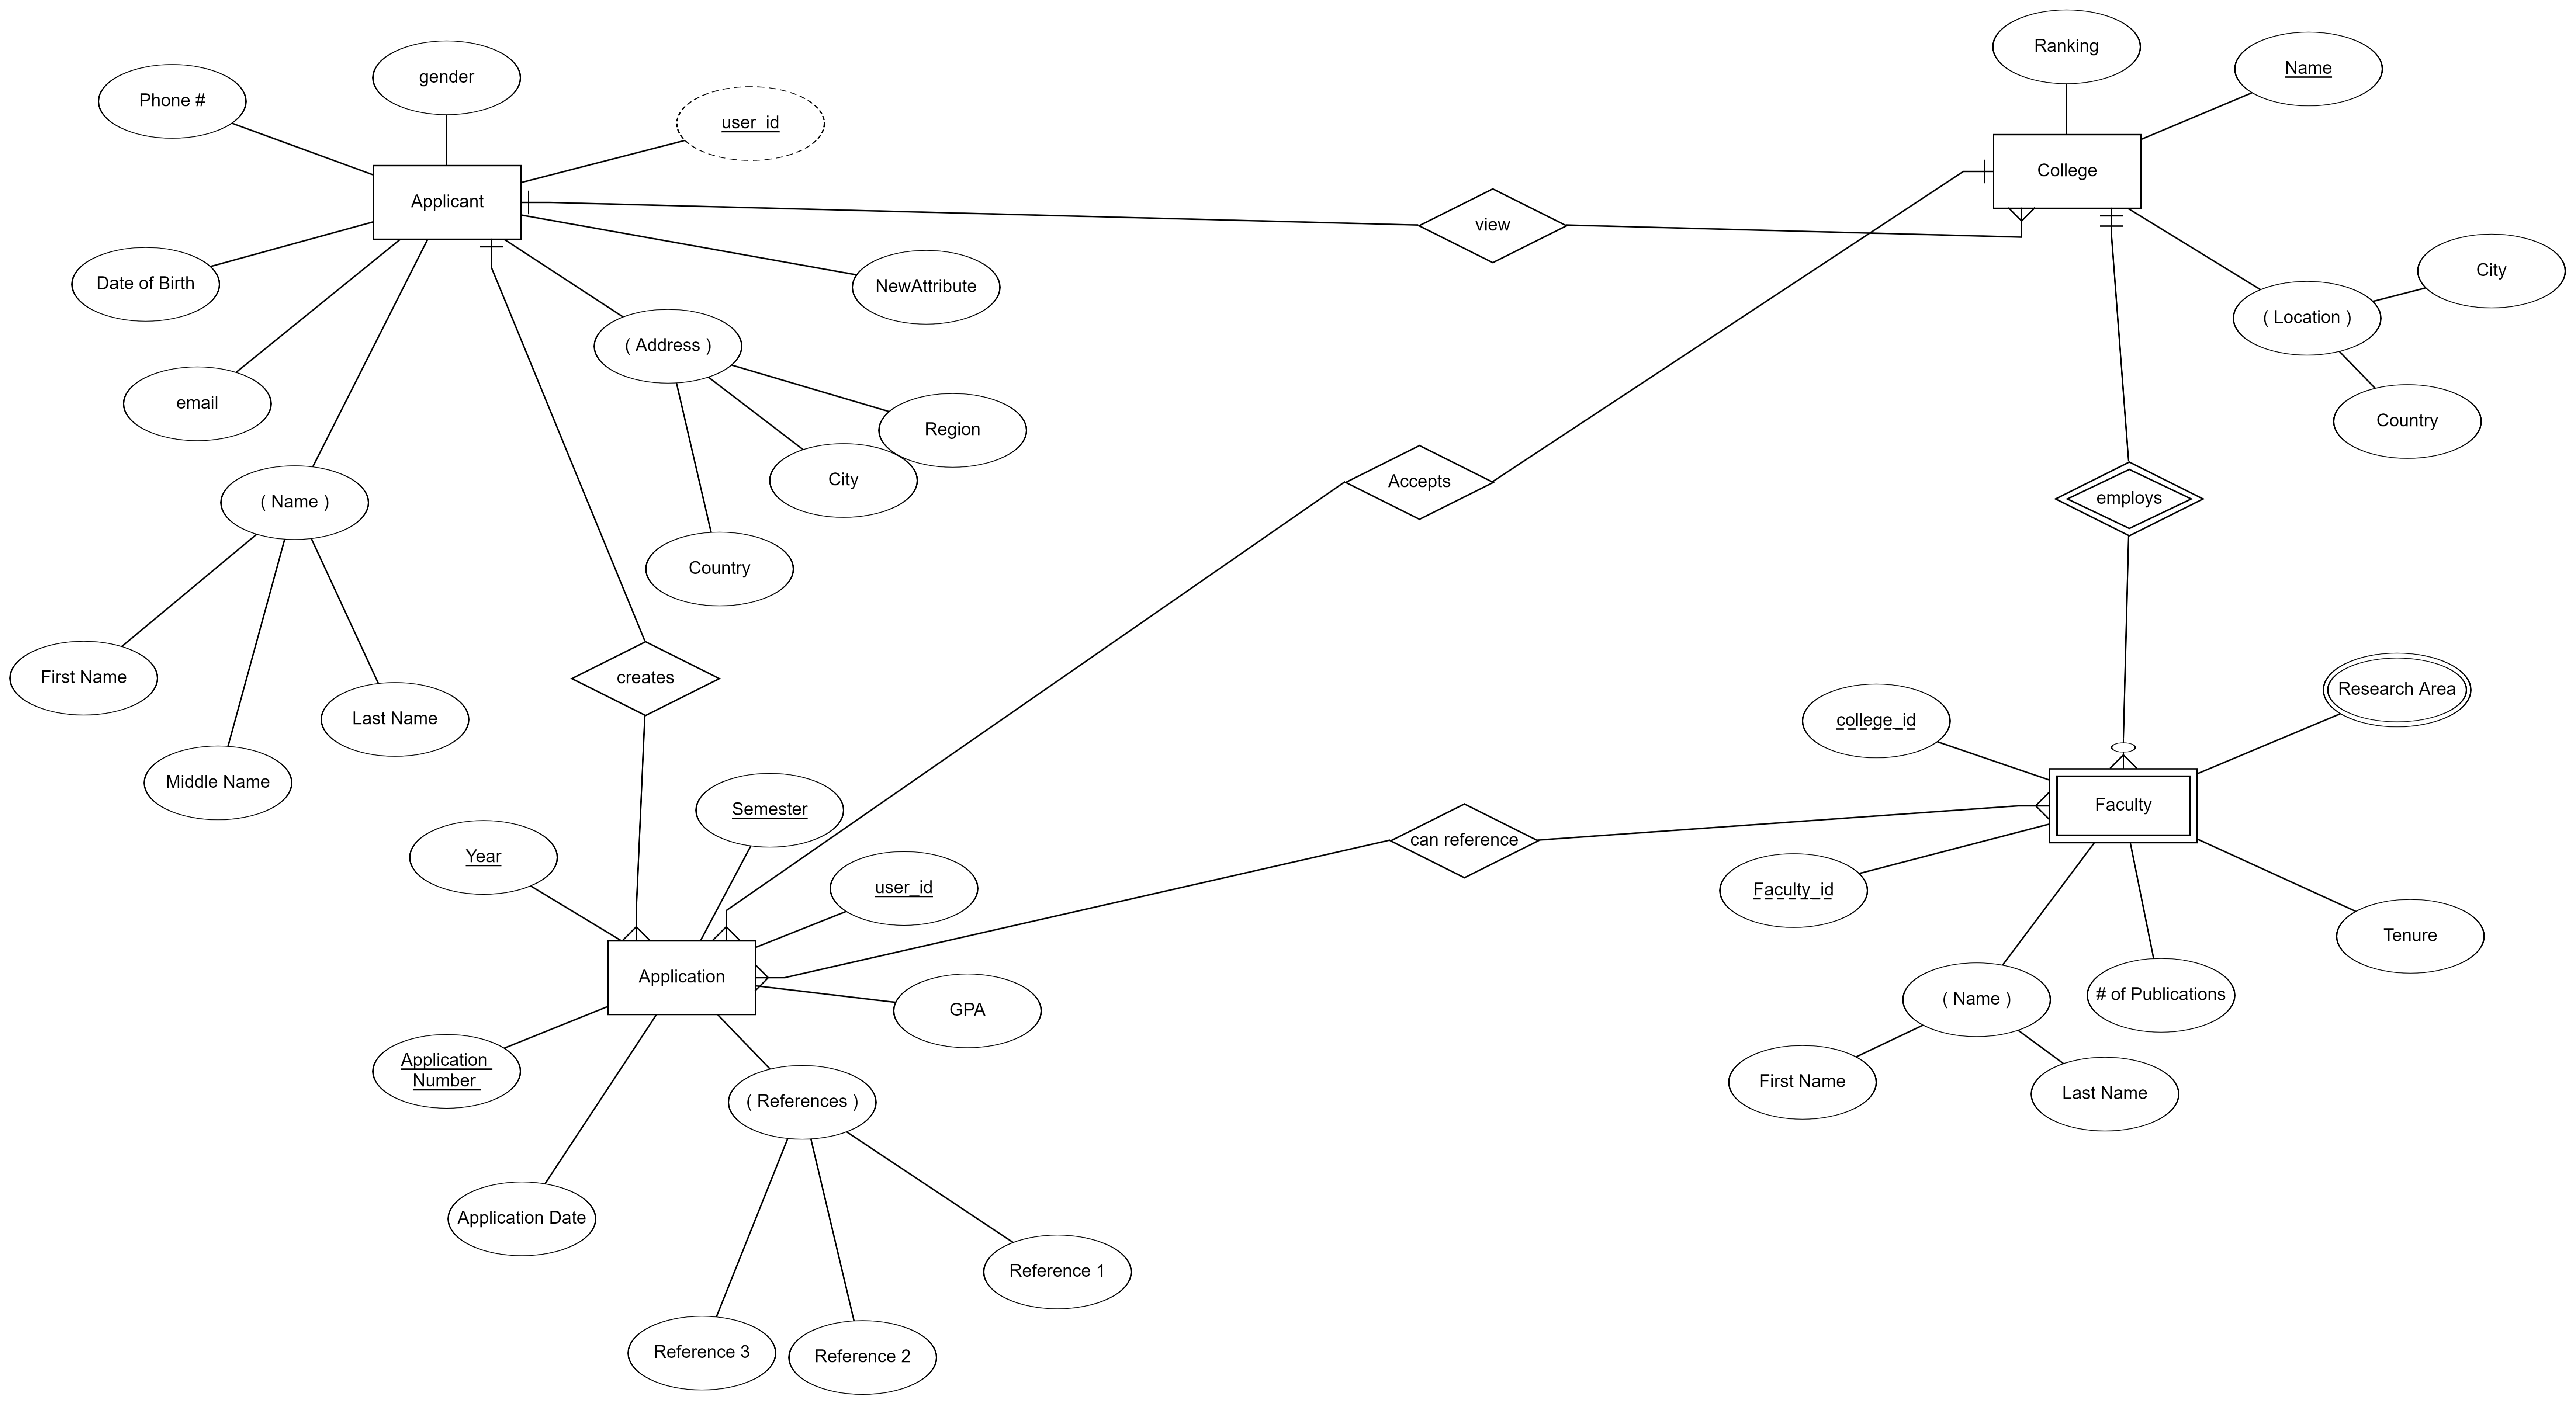 Ranking
Name
gender
Phone #
user_id
College
Applicant
view
City
Date of Birth
NewAttribute
( Location )
( Address )
email
Region
Country
City
Accepts
( Name )
employs
Country
First Name
creates
Research Area
Last Name
college_id
Middle Name
Semester
Faculty
can reference
Year
user_id
Faculty_id
Tenure
Application
# of Publications
( Name )
GPA
Application
Number
First Name
Last Name
( References )
Application Date
Reference 1
Reference 3
Reference 2